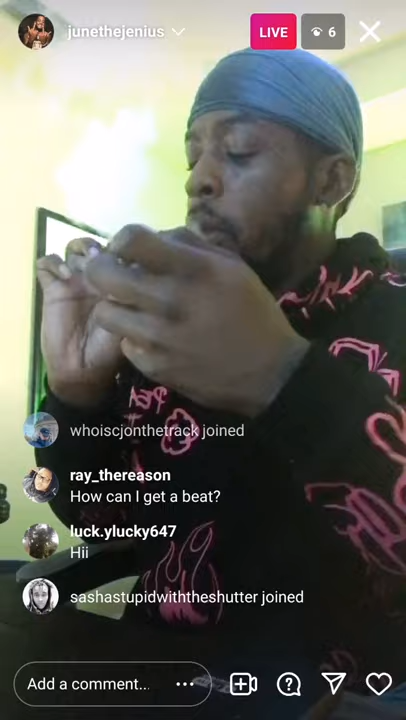 junethejenius
LIVE
6
whoiscjonthetrack joined
ray_thereason
How can I get a beat?
luck.ylucky647
Hii
sashastupidwiththeshutter joined
Add a comment...